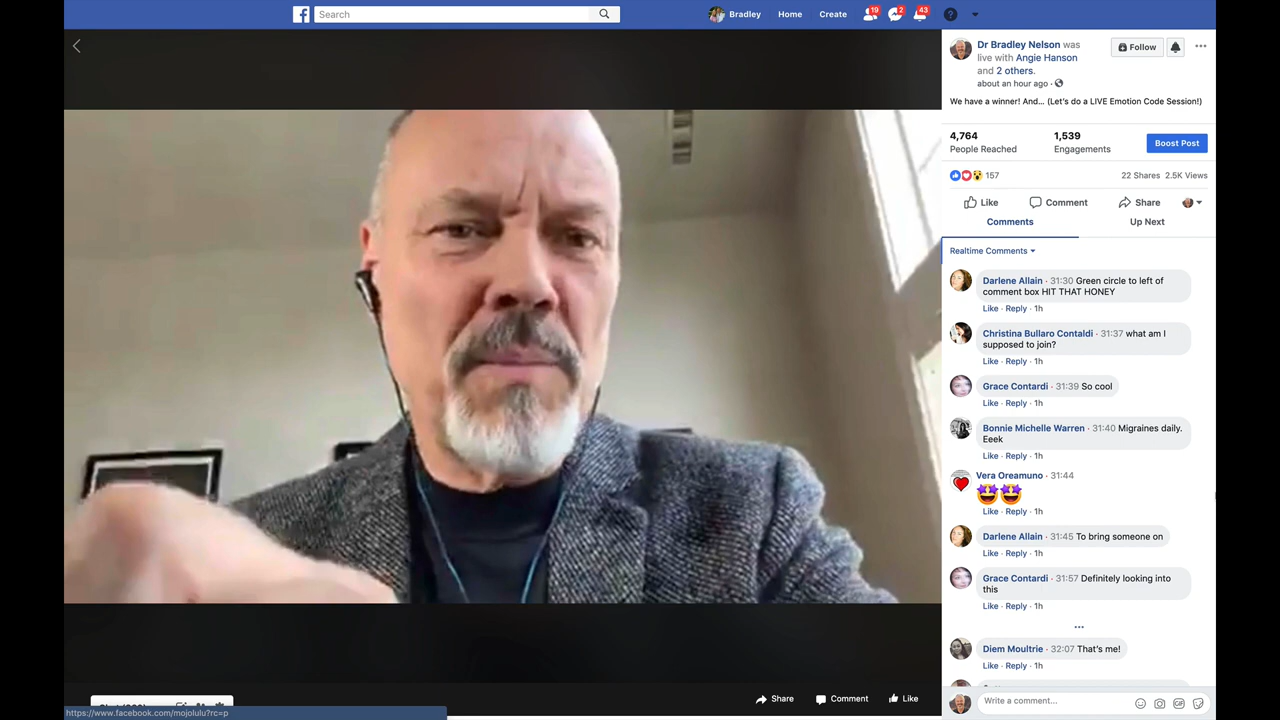 f
Search
Bradley
Home
Create
19
2
43
Dr Bradley Nelson was
live with Angie Hanson
and 2 others.
about an hour ago ·
Follow
We have a winner! And... (Let's do a LIVE Emotion Code Session!)
4,764
People Reached
1,539
Engagements
Boost Post
157
22 Shares 2.5K Views
Like
Comment
Share
Comments
Up Next
Realtime Comments
Darlene Allain · 31:30 Green circle to left of
comment box HIT THAT HONEY
Like · Reply · 1h
Christina Bullaro Contaldi · 31:37 what am I
supposed to join?
Like · Reply · 1h
Grace Contardi · 31:39 So cool
Like · Reply · 1h
Bonnie Michelle Warren · 31:40 Migraines daily.
Eeek
Like · Reply · 1h
Vera Oreamuno · 31:44
Like · Reply · 1h
Darlene Allain · 31:45 To bring someone on
Like · Reply · 1h
Grace Contardi · 31:57 Definitely looking into
this
Like · Reply · 1h
Diem Moultrie · 32:07 That's me!
Like · Reply · 1h
Write a comment...
GIF
Share
Comment
Like
https://www.facebook.com/mojolulu?rc=p